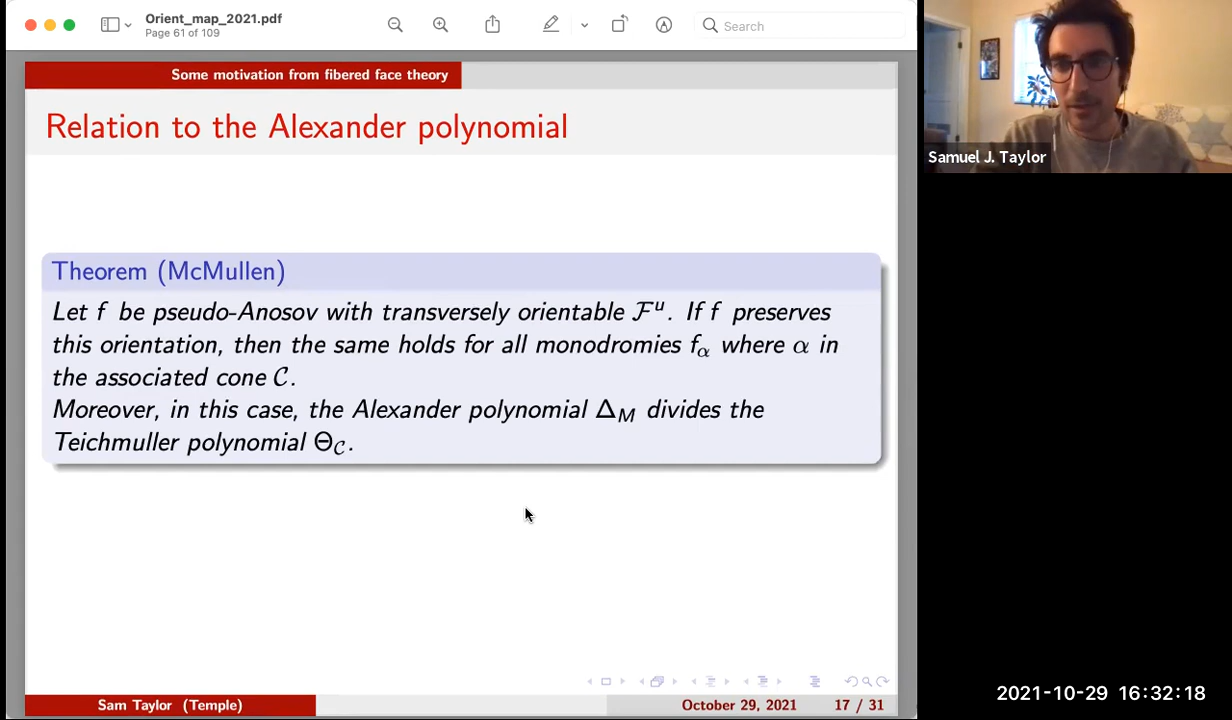 Orient_map_2021.pdf
Page 61 of 109
Search
Some motivation from fibered face theory
Relation to the Alexander polynomial
Theorem (McMullen)
Let f be pseudo-Anosov with transversely orientable ℱᵘ. If f preserves
this orientation, then the same holds for all monodromies f_α where α in
the associated cone 𝒞.
Moreover, in this case, the Alexander polynomial Δ_M divides the
Teichmuller polynomial Θ_𝒞.
Sam Taylor (Temple)
October 29, 2021
17 / 31
Samuel J. Taylor
2021-10-29 16:32:18